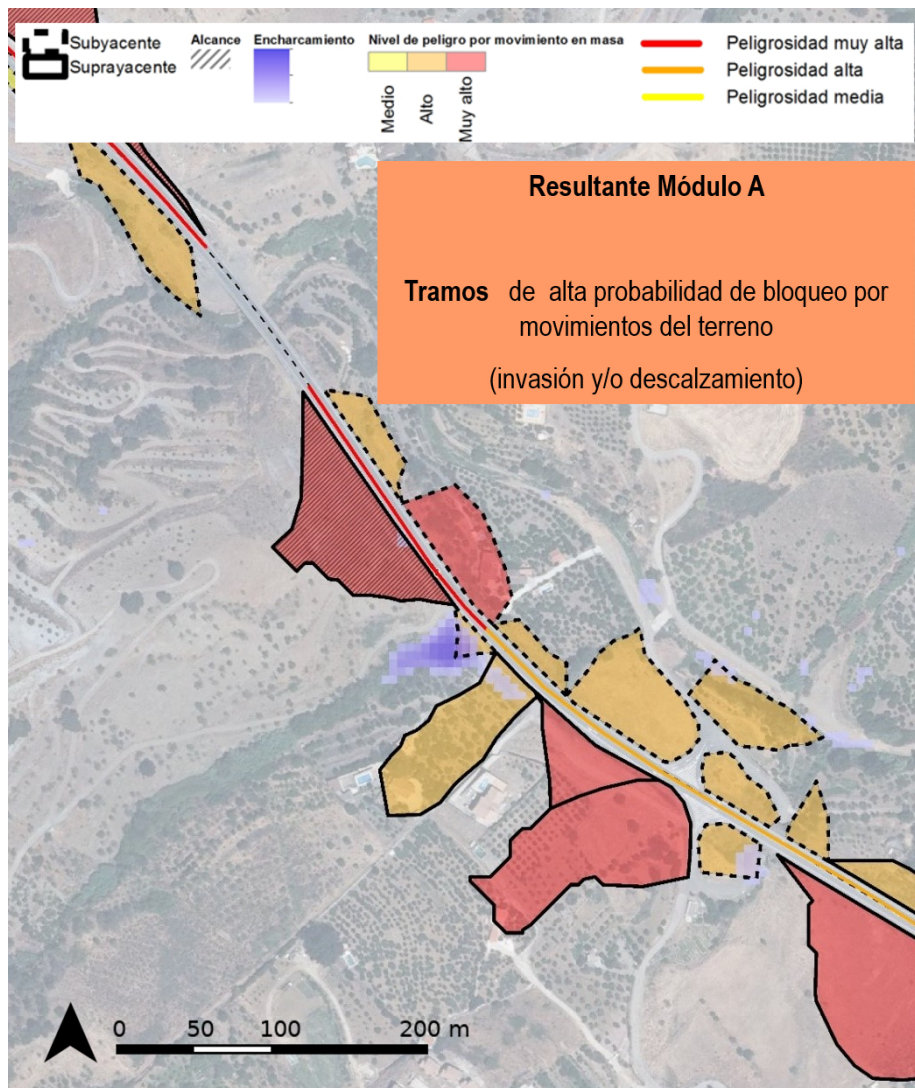 Subyacente
Suprayacente
Alcance
Encharcamiento
Nivel de peligro por movimiento en masa
Medio
Alto
Muy alto
Peligrosidad muy alta
Peligrosidad alta
Peligrosidad media
Resultante Módulo A
Tramos de alta probabilidad de bloqueo por
movimientos del terreno
(invasión y/o descalzamiento)
0 50 100 200 m